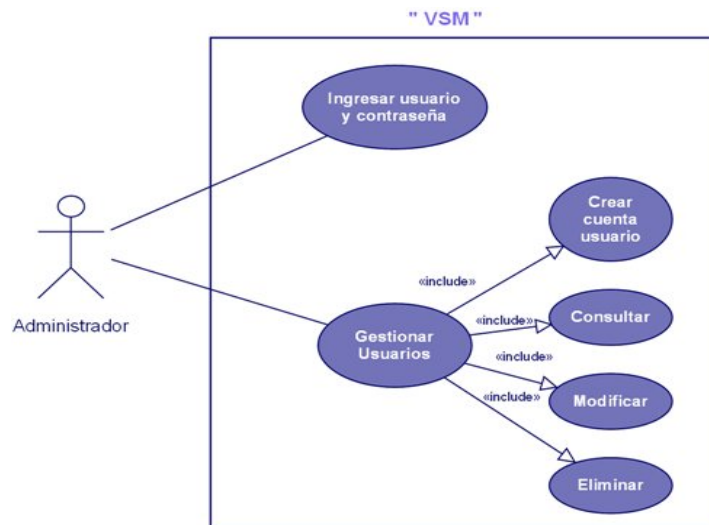 " VSM "
Ingresar usuario
y contraseña
Crear
cuenta
usuario
«include»
Administrador
Gestionar
Usuarios
«include»
Consultar
«include»
Modificar
«include»
Eliminar